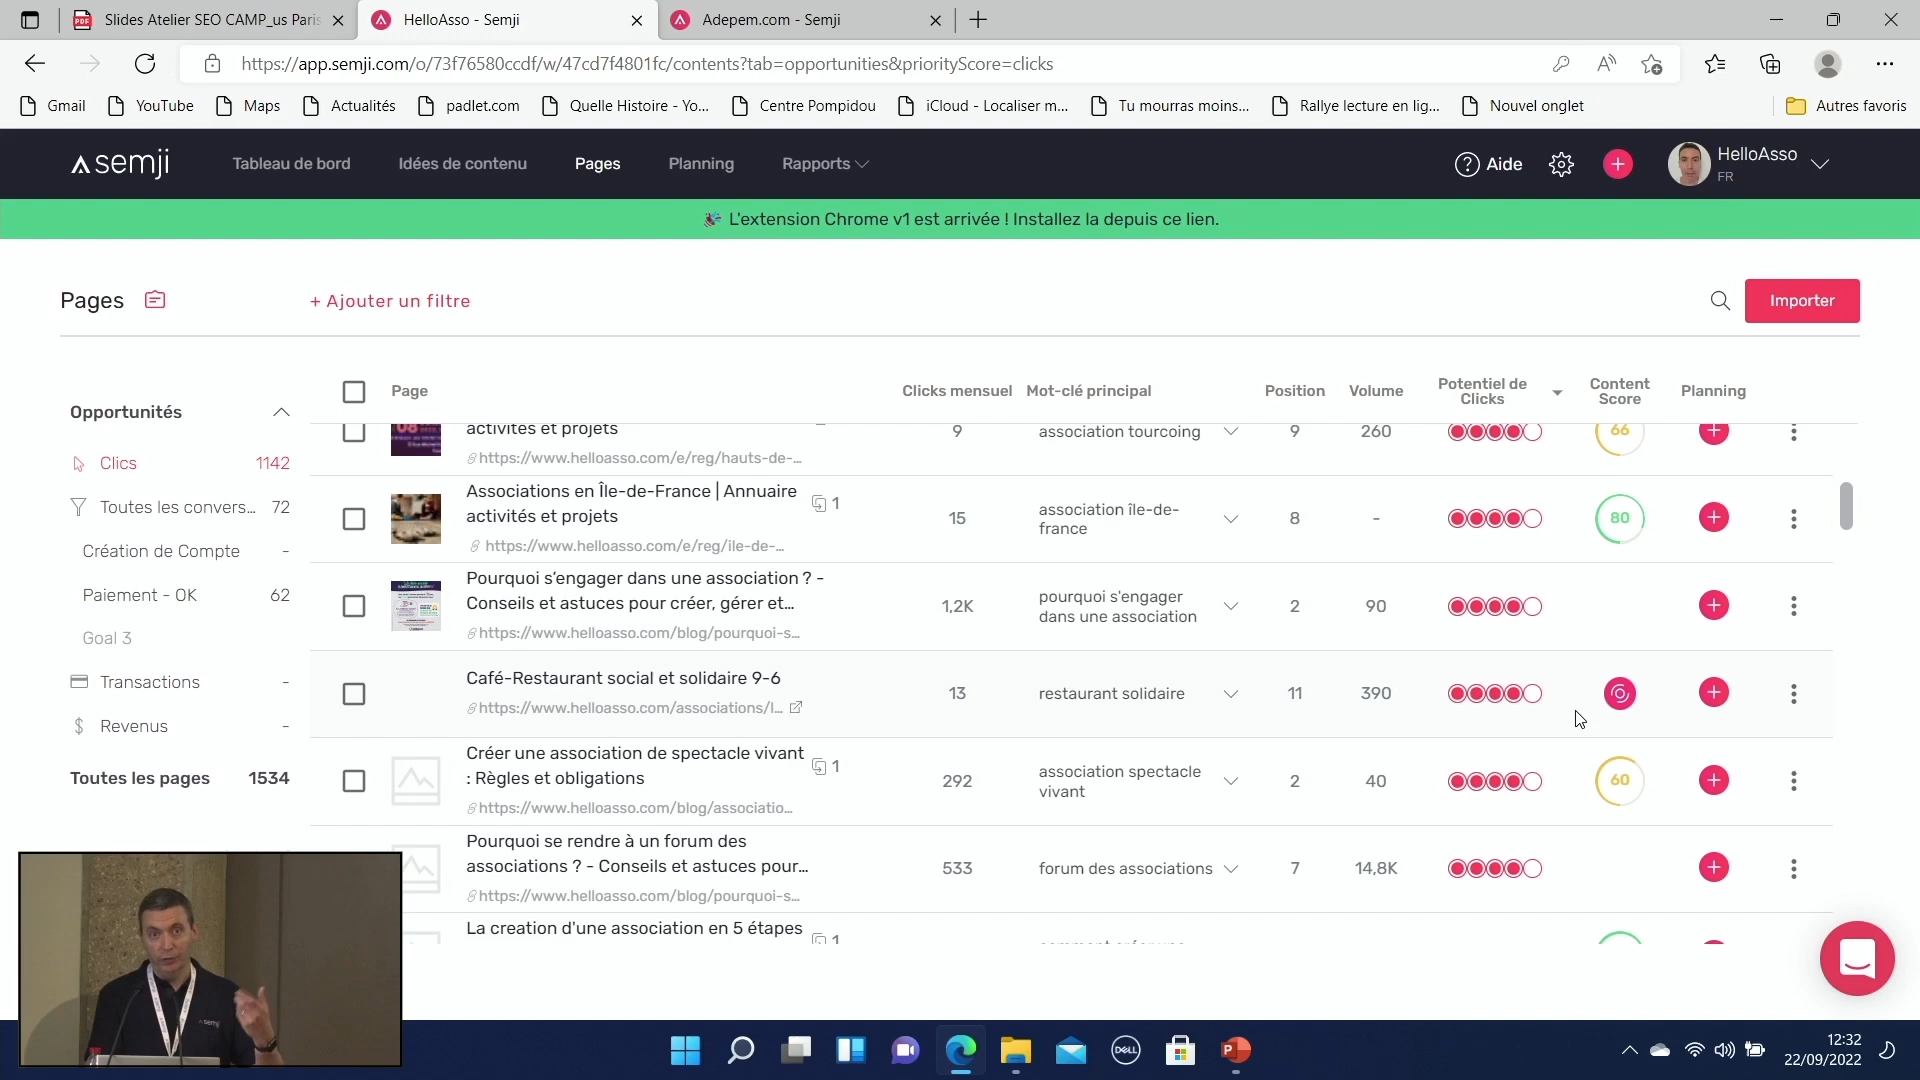 Slides Atelier SEO CAMP_us Paris
HelloAsso - Semji
Adepem.com - Semji
https://app.semji.com/o/73f76580ccdf/w/47cd7f4801fc/contents?tab=opportunities&priorityScore=clicks
Gmail
YouTube
Maps
Actualités
padlet.com
Quelle Histoire - Yo...
Centre Pompidou
iCloud - Localiser m...
Tu mourras moins...
Rallye lecture en lig...
Nouvel onglet
Autres favoris
semji
Tableau de bord
Idées de contenu
Pages
Planning
Rapports
Aide
HelloAsso
FR
L'extension Chrome v1 est arrivée ! Installez la depuis ce lien.
Pages
+ Ajouter un filtre
Importer
Opportunités
Clics 1142
Toutes les convers... 72
Création de Compte -
Paiement - OK 62
Goal 3
Transactions -
Revenus -
Toutes les pages 1534
Page
Clicks mensuel
Mot-clé principal
Position
Volume
Potentiel de
Clicks
Content
Score
Planning
activités et projets
https://www.helloasso.com/e/reg/hauts-de-...
9
association tourcoing
9
260
66
Associations en Île-de-France | Annuaire
activités et projets
1
https://www.helloasso.com/e/reg/ile-de-...
15
association île-de-
france
8
-
80
Pourquoi s'engager dans une association ? -
Conseils et astuces pour créer, gérer et...
https://www.helloasso.com/blog/pourquoi-s...
1,2K
pourquoi s'engager
dans une association
2
90
Café-Restaurant social et solidaire 9-6
https://www.helloasso.com/associations/l...
13
restaurant solidaire
11
390
Créer une association de spectacle vivant
: Règles et obligations
1
https://www.helloasso.com/blog/associatio...
292
association spectacle
vivant
2
40
60
Pourquoi se rendre à un forum des
associations ? - Conseils et astuces pour...
https://www.helloasso.com/blog/pourquoi-s...
533
forum des associations
7
14,8K
La creation d'une association en 5 étapes
1
semji
DELL
12:32
22/09/2022